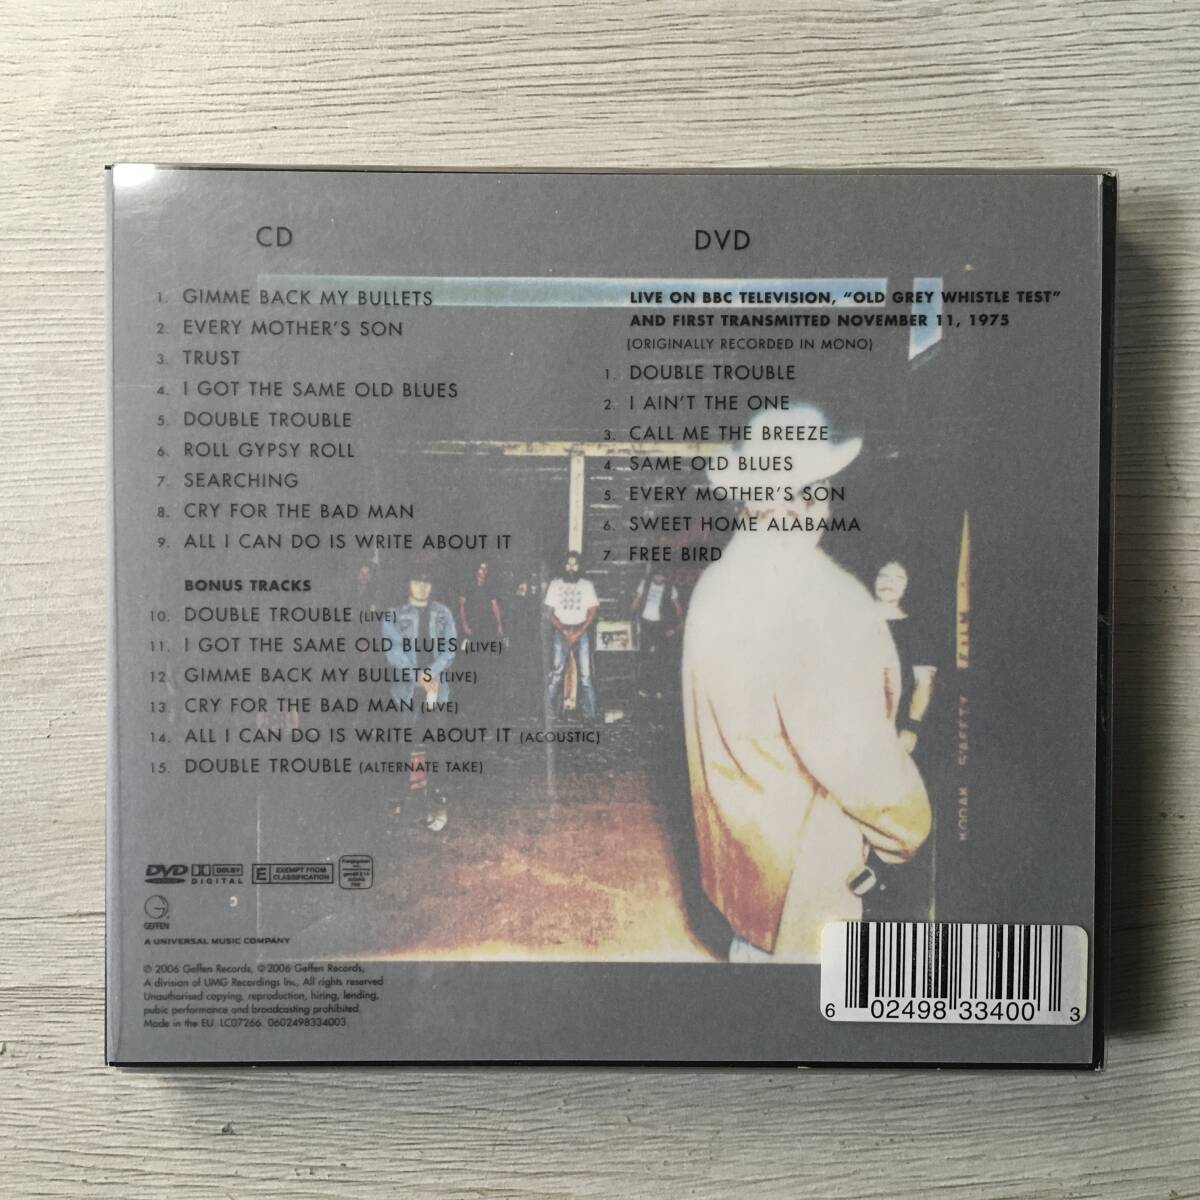 CD
1. GIMME BACK MY BULLETS
2. EVERY MOTHER'S SON
3. TRUST
4. I GOT THE SAME OLD BLUES
5. DOUBLE TROUBLE
6. ROLL GYPSY ROLL
7. SEARCHING
8. CRY FOR THE BAD MAN
9. ALL I CAN DO IS WRITE ABOUT IT
BONUS TRACKS
10. DOUBLE TROUBLE (LIVE)
11. I GOT THE SAME OLD BLUES (LIVE)
12. GIMME BACK MY BULLETS (LIVE)
13. CRY FOR THE BAD MAN (LIVE)
14. ALL I CAN DO IS WRITE ABOUT IT (ACOUSTIC)
15. DOUBLE TROUBLE (ALTERNATE TAKE)
DVD
LIVE ON BBC TELEVISION, “OLD GREY WHISTLE TEST”
AND FIRST TRANSMITTED NOVEMBER 11, 1975
(ORIGINALLY RECORDED IN MONO)
1. DOUBLE TROUBLE
2. I AIN'T THE ONE
3. CALL ME THE BREEZE
4. SAME OLD BLUES
5. EVERY MOTHER'S SON
6. SWEET HOME ALABAMA
7. FREE BIRD
KODAK SAFETY FILM
DVD
DOLBY
DIGITAL
E EXEMPT FROM
CLASSIFICATION
GEFFEN
A UNIVERSAL MUSIC COMPANY
℗ 2006 Geffen Records, © 2006 Geffen Records,
A division of UMG Recordings Inc. All rights reserved
Unauthorised copying, reproduction, hiring, lending,
pubic performance and broadcasting prohibited.
Made in the EU. LC07266. 0602498334003.
6 02498 33400 3